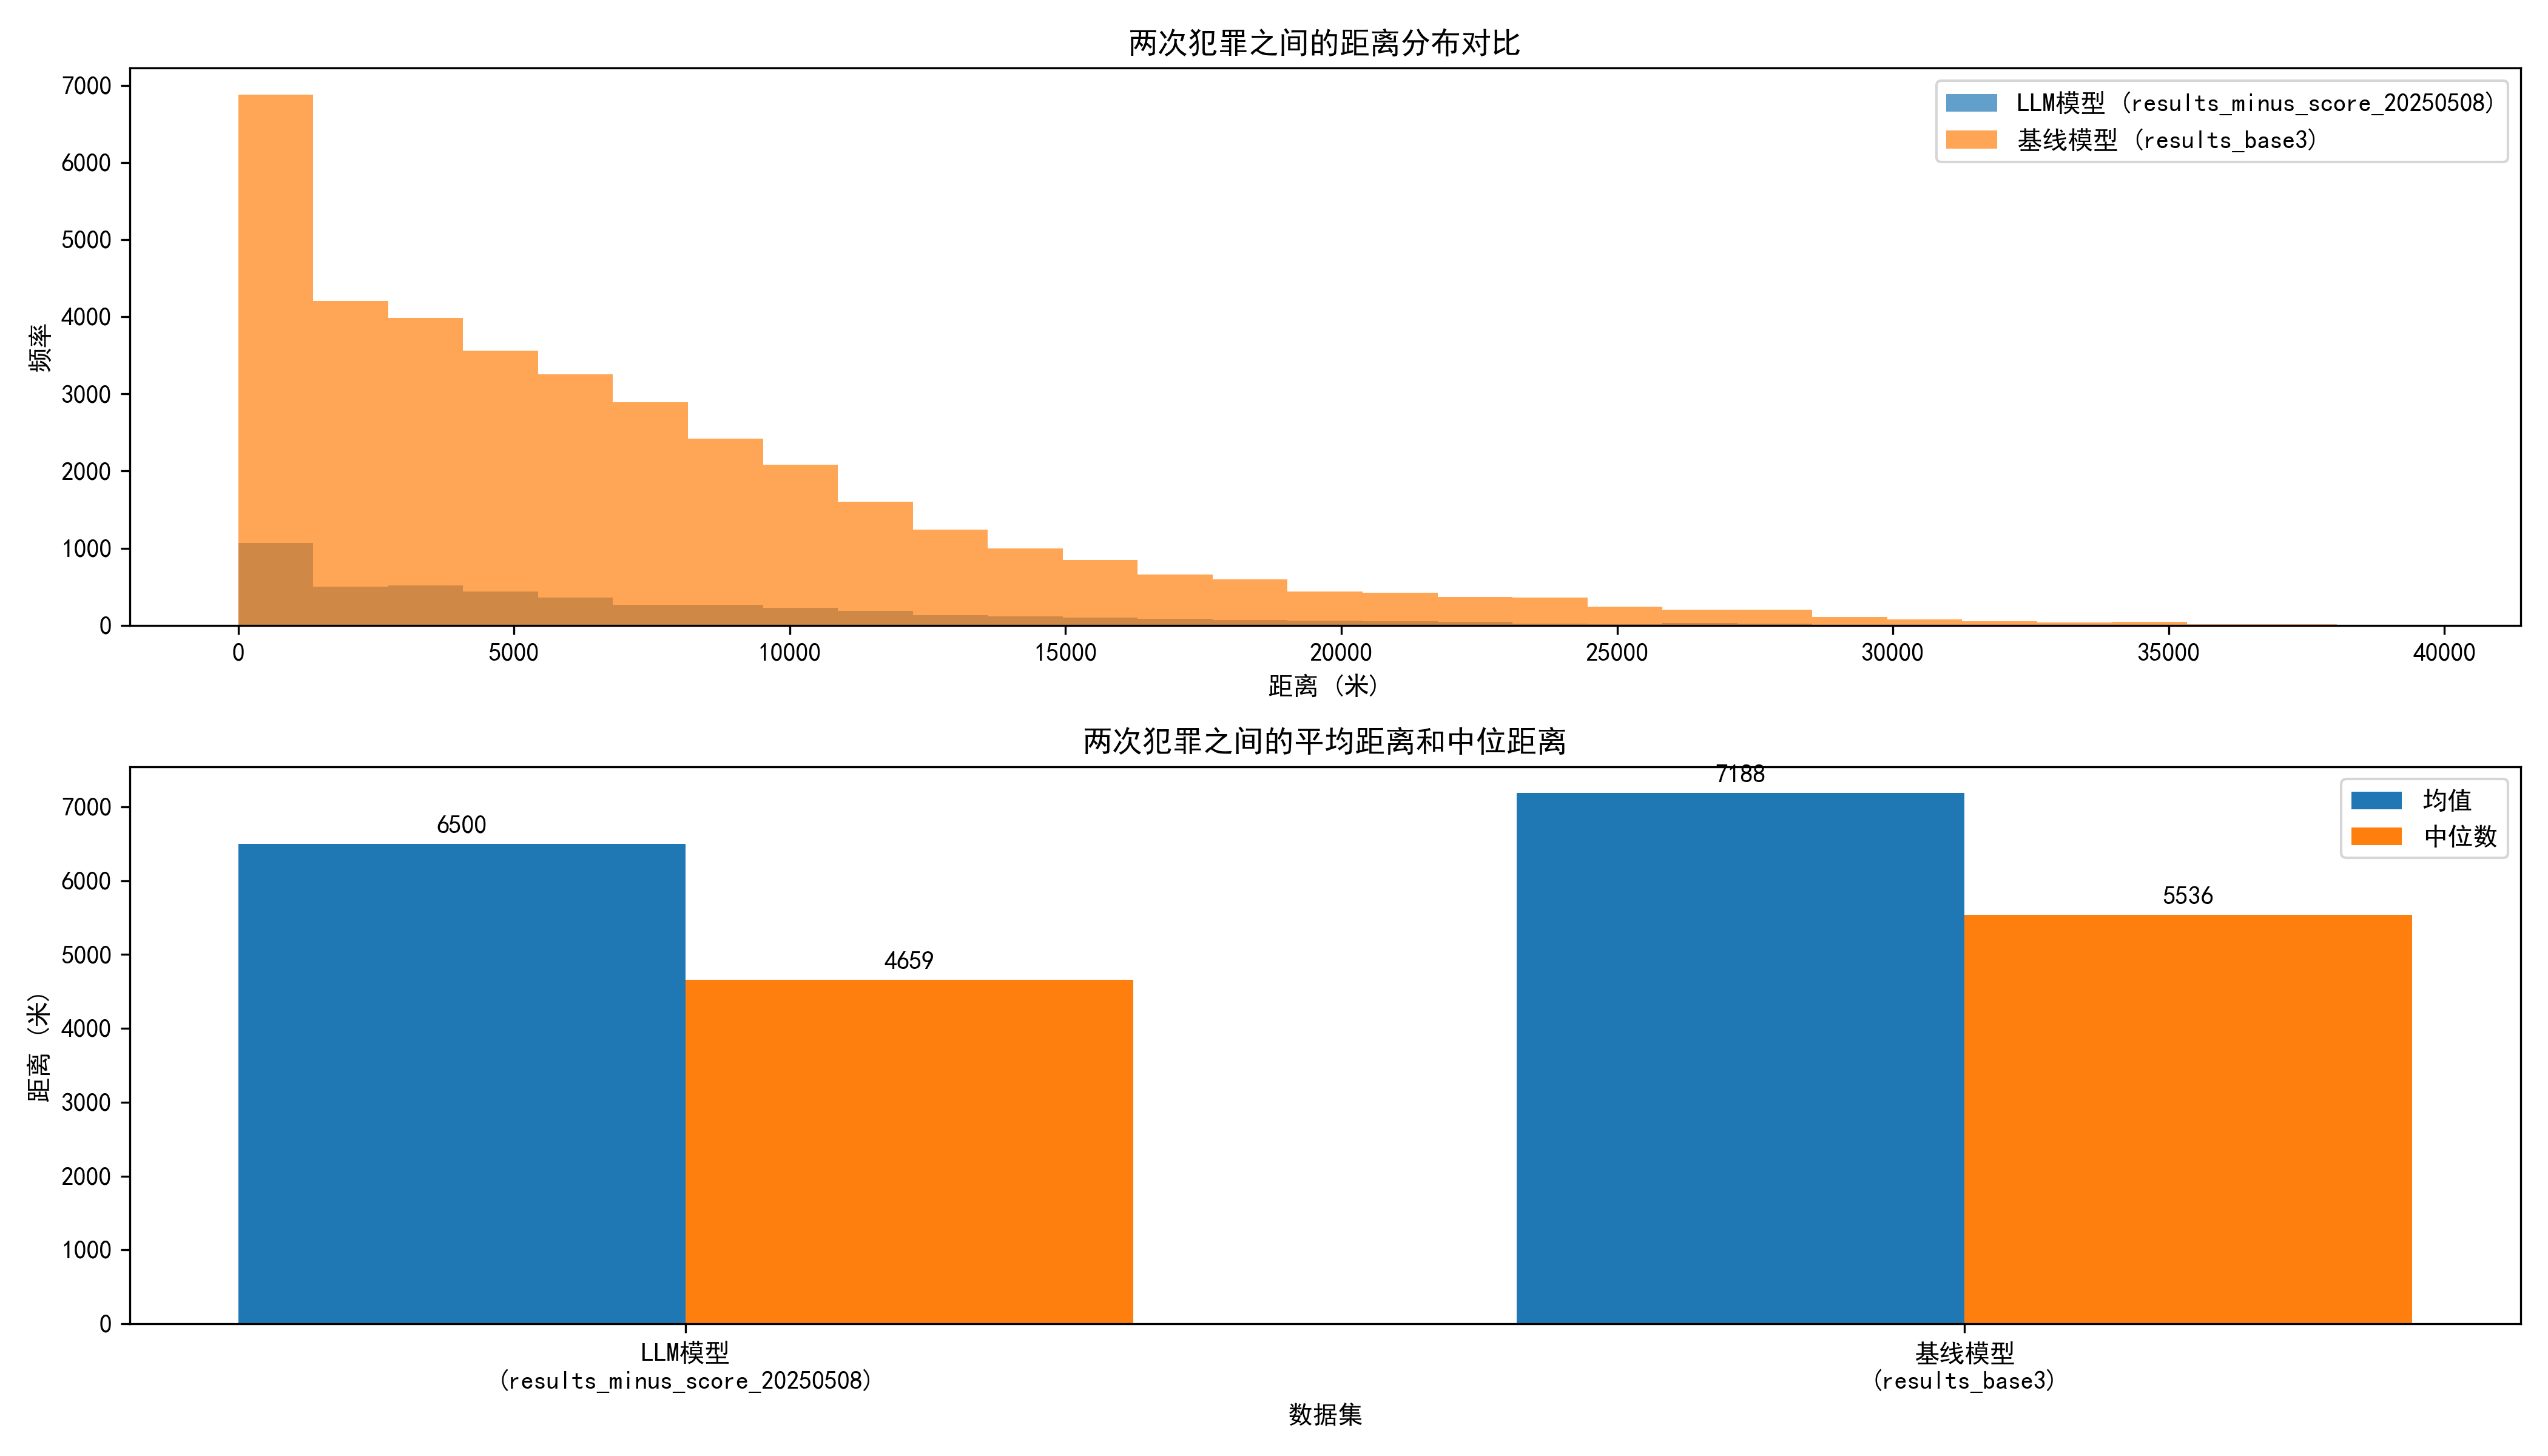 两次犯罪之间的距离分布对比
LLM模型 (results_minus_score_20250508)
基线模型 (results_base3)
7000
6000
5000
4000
3000
2000
1000
0
频率
0 5000 10000 15000 20000 25000 30000 35000 40000
距离 (米)
两次犯罪之间的平均距离和中位距离
均值
中位数
7188
6500
5536
4659
7000
6000
5000
4000
3000
2000
1000
0
距离 (米)
LLM模型
(results_minus_score_20250508)
基线模型
(results_base3)
数据集